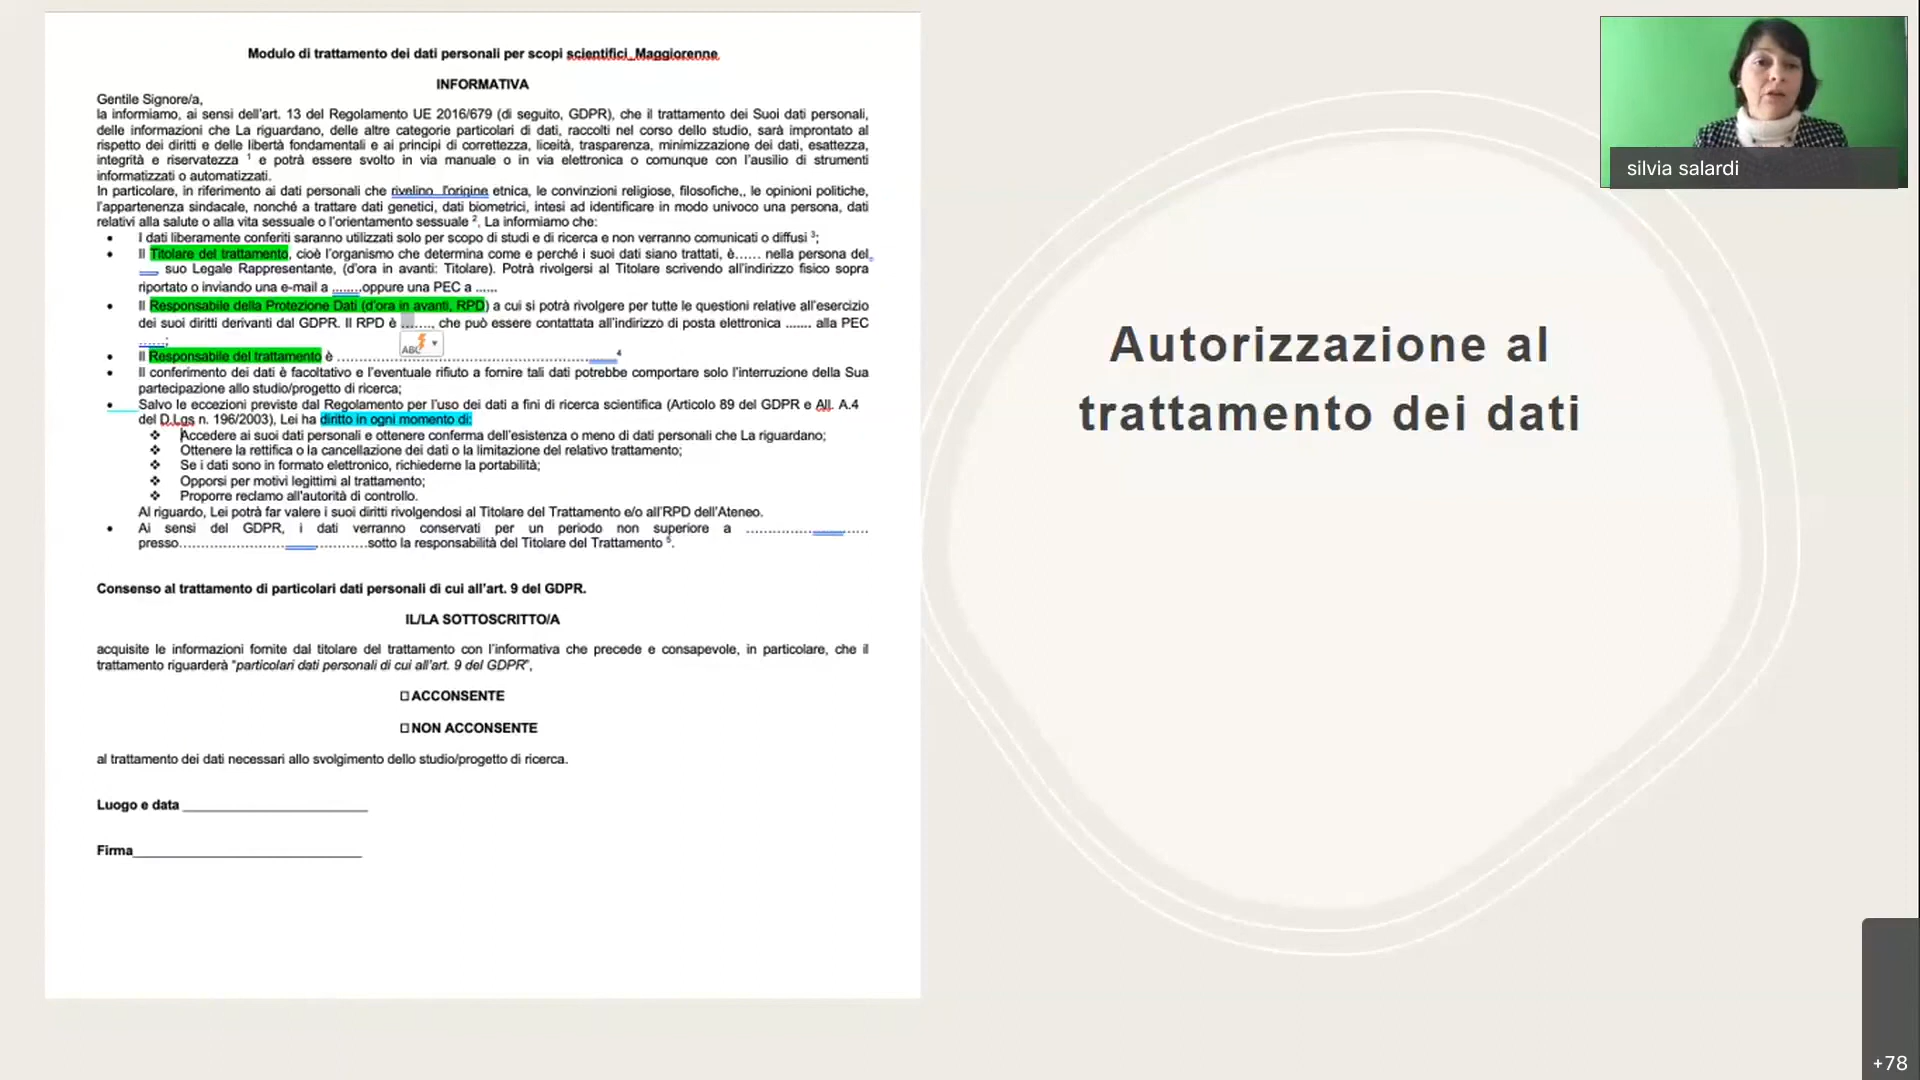 Modulo di trattamento dei dati personali per scopi scientifici_Maggiorenne
INFORMATIVA
Gentile Signore/a,
la informiamo, ai sensi dell'art. 13 del Regolamento UE 2016/679 (di seguito, GDPR), che il trattamento dei Suoi dati personali,
delle informazioni che La riguardano, delle altre categorie particolari di dati, raccolti nel corso dello studio, sarà improntato al
rispetto dei diritti e delle libertà fondamentali e ai principi di correttezza, liceità, trasparenza, minimizzazione dei dati, esattezza,
integrità e riservatezza 1 e potrà essere svolto in via manuale o in via elettronica o comunque con l'ausilio di strumenti
informatizzati o automatizzati.
In particolare, in riferimento ai dati personali che rivelino l'origine etnica, le convinzioni religiose, filosofiche,, le opinioni politiche,
l'appartenenza sindacale, nonché a trattare dati genetici, dati biometrici, intesi ad identificare in modo univoco una persona, dati
relativi alla salute o alla vita sessuale o l'orientamento sessuale 2, La informiamo che:
• I dati liberamente conferiti saranno utilizzati solo per scopo di studi e di ricerca e non verranno comunicati o diffusi 3;
• Il Titolare del trattamento, cioè l'organismo che determina come e perché i suoi dati siano trattati, è…... nella persona del
suo Legale Rappresentante, (d'ora in avanti: Titolare). Potrà rivolgersi al Titolare scrivendo all'indirizzo fisico sopra
riportato o inviando una e-mail a …….,oppure una PEC a …...
• Il Responsabile della Protezione Dati (d'ora in avanti, RPD) a cui si potrà rivolgere per tutte le questioni relative all'esercizio
dei suoi diritti derivanti dal GDPR. Il RPD è ……., che può essere contattata all'indirizzo di posta elettronica ....... alla PEC
……;
• Il Responsabile del trattamento è ………………………………………………………4
• Il conferimento dei dati è facoltativo e l'eventuale rifiuto a fornire tali dati potrebbe comportare solo l'interruzione della Sua
partecipazione allo studio/progetto di ricerca;
• Salvo le eccezioni previste dal Regolamento per l'uso dei dati a fini di ricerca scientifica (Articolo 89 del GDPR e All. A.4
del D.Lgs n. 196/2003), Lei ha diritto in ogni momento di:
❖ Accedere ai suoi dati personali e ottenere conferma dell'esistenza o meno di dati personali che La riguardano;
❖ Ottenere la rettifica o la cancellazione dei dati o la limitazione del relativo trattamento;
❖ Se i dati sono in formato elettronico, richiederne la portabilità;
❖ Opporsi per motivi legittimi al trattamento;
❖ Proporre reclamo all'autorità di controllo.
Al riguardo, Lei potrà far valere i suoi diritti rivolgendosi al Titolare del Trattamento e/o all'RPD dell'Ateneo.
• Ai sensi del GDPR, i dati verranno conservati per un periodo non superiore a …………………………
presso……………………………………sotto la responsabilità del Titolare del Trattamento 5.
Consenso al trattamento di particolari dati personali di cui all'art. 9 del GDPR.
IL/LA SOTTOSCRITTO/A
acquisite le informazioni fornite dal titolare del trattamento con l'informativa che precede e consapevole, in particolare, che il
trattamento riguarderà "particolari dati personali di cui all'art. 9 del GDPR",
☐ ACCONSENTE
☐ NON ACCONSENTE
al trattamento dei dati necessari allo svolgimento dello studio/progetto di ricerca.
Luogo e data ________________________
Firma______________________________
Autorizzazione al
trattamento dei dati
silvia salardi
+78